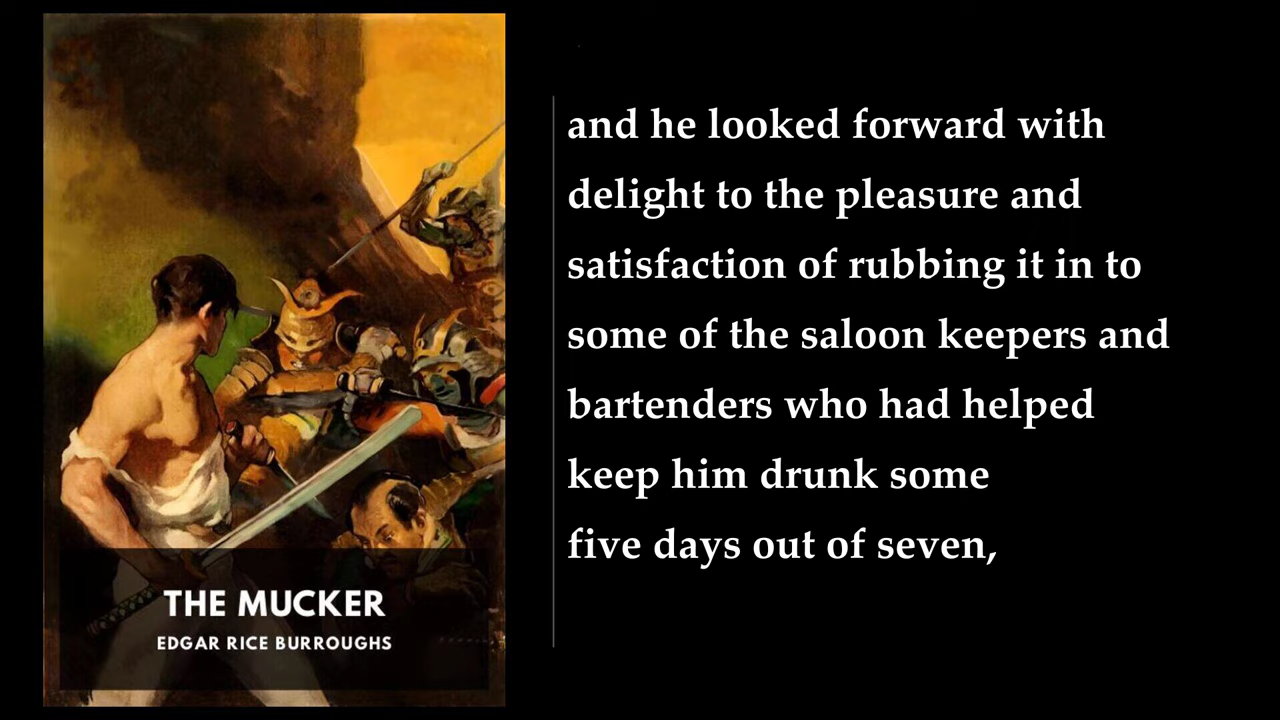 THE MUCKER
EDGAR RICE BURROUGHS
and he looked forward with
delight to the pleasure and
satisfaction of rubbing it in to
some of the saloon keepers and
bartenders who had helped
keep him drunk some
five days out of seven,